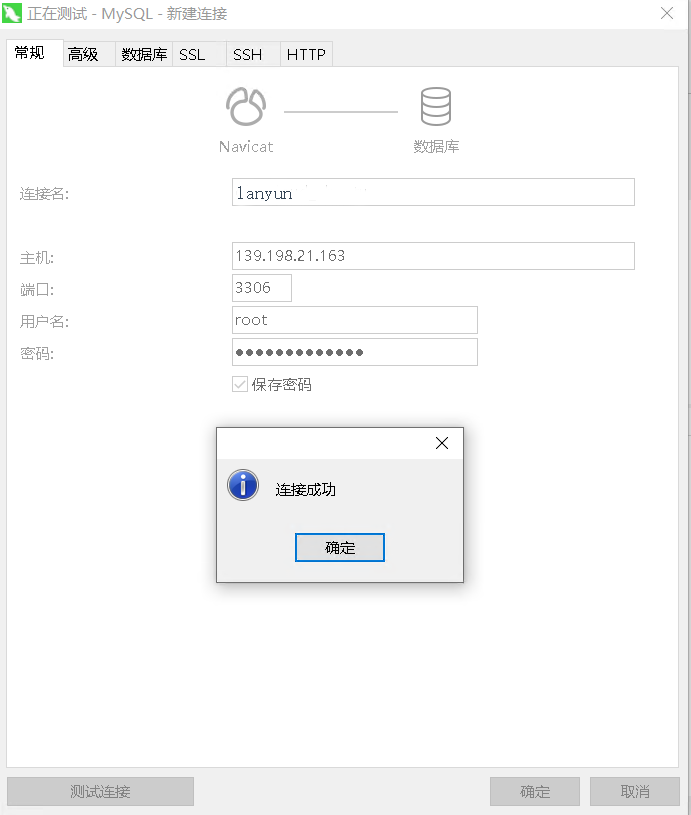 正在测试 - MySQL - 新建连接
常规 高级 数据库 SSL SSH HTTP
Navicat 数据库
连接名: lanyun
主机: 139.198.21.163
端口: 3306
用户名: root
密码: ●●●●●●●●●●●●●
保存密码
连接成功
确定
测试连接 确定 取消